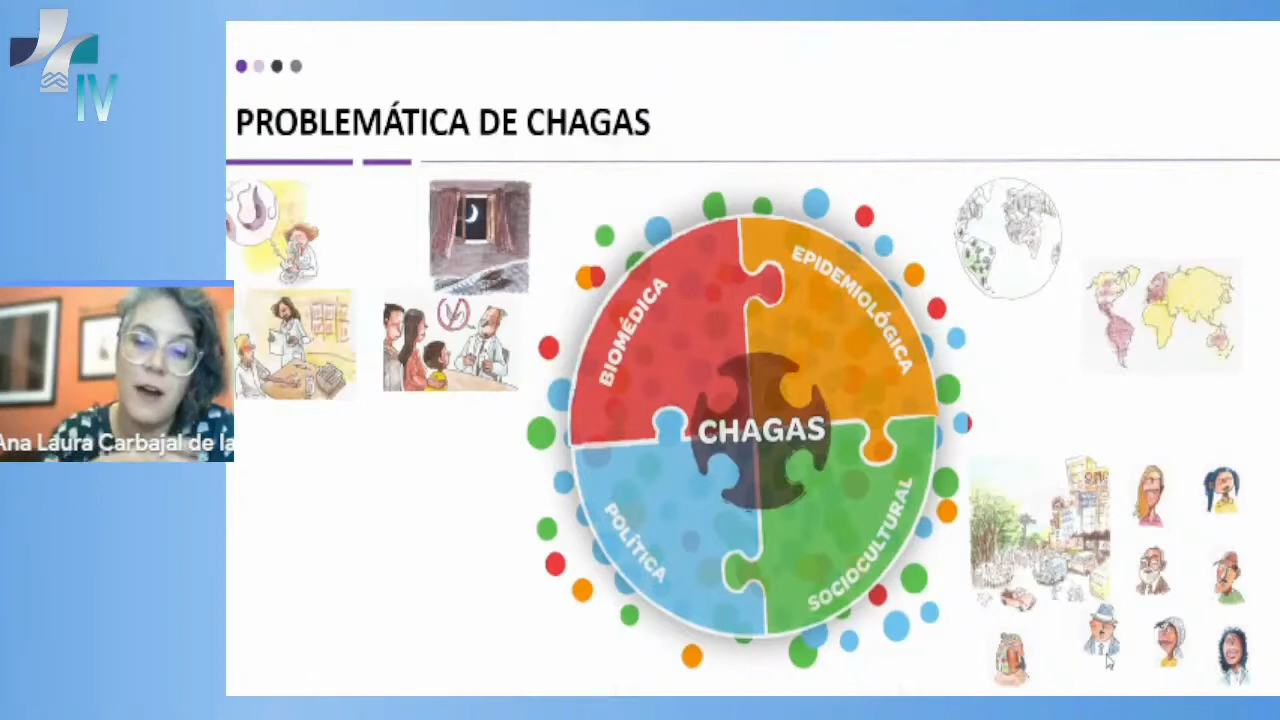 IV
PROBLEMÁTICA DE CHAGAS
BIOMÉDICA
EPIDEMIOLÓGICA
CHAGAS
POLÍTICA
SOCIOCULTURAL
Ana Laura Carbajal de la